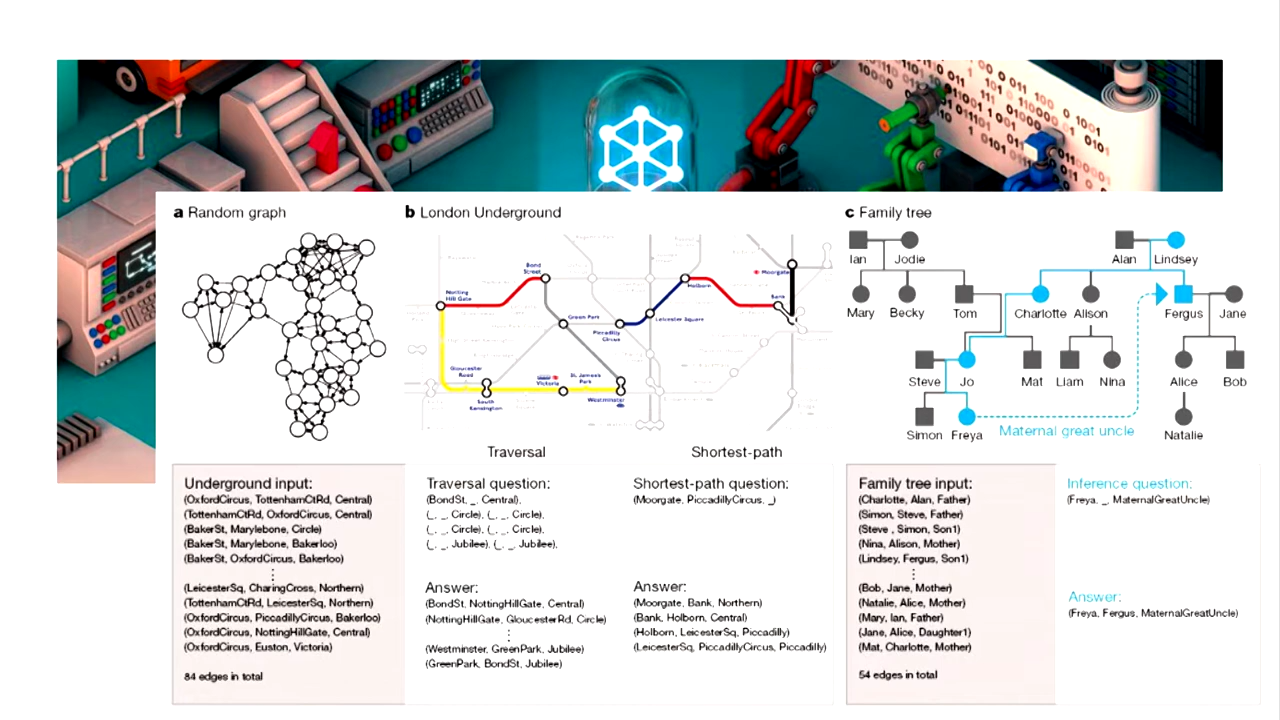 a Random graph
b London Underground
c Family tree
Bond
Street
Notting
Hill Gate
Green Park
Piccadilly
Circus
Leicester Square
Holborn
Moorgate
Bank
Gloucester
Road
South
Kensington
Victoria
St. James's
Park
Westminster
Ian
Jodie
Alan
Lindsey
Mary
Becky
Tom
Charlotte
Alison
Fergus
Jane
Steve
Jo
Mat
Liam
Nina
Alice
Bob
Simon
Freya
Maternal great uncle
Natalie
Traversal
Shortest-path
Underground input:
(OxfordCircus, TottenhamCtRd, Central)
(TottenhamCtRd, OxfordCircus, Central)
(BakerSt, Marylebone, Circle)
(BakerSt, Marylebone, Bakerloo)
(BakerSt, OxfordCircus, Bakerloo)
⋮
(LeicesterSq, CharingCross, Northern)
(TottenhamCtRd, LeicesterSq, Northern)
(OxfordCircus, PiccadillyCircus, Bakerloo)
(OxfordCircus, NottingHillGate, Central)
(OxfordCircus, Euston, Victoria)
84 edges in total
Traversal question:
(BondSt, _, Central),
(_, _, Circle), (_, _, Circle),
(_, _, Circle), (_, _, Circle),
(_, _, Jubilee), (_, _, Jubilee),
Answer:
(BondSt, NottingHillGate, Central)
(NottingHillGate, GloucesterRd, Circle)
⋮
(Westminster, GreenPark, Jubilee)
(GreenPark, BondSt, Jubilee)
Shortest-path question:
(Moorgate, PiccadillyCircus, _)
Answer:
(Moorgate, Bank, Northern)
(Bank, Holborn, Central)
(Holborn, LeicesterSq, Piccadilly)
(LeicesterSq, PiccadillyCircus, Piccadilly)
Family tree input:
(Charlotte, Alan, Father)
(Simon, Steve, Father)
(Steve , Simon, Son1)
(Nina, Alison, Mother)
(Lindsey, Fergus, Son1)
⋮
(Bob, Jane, Mother)
(Natalie, Alice, Mother)
(Mary, Ian, Father)
(Jane, Alice, Daughter1)
(Mat, Charlotte, Mother)
54 edges in total
Inference question:
(Freya, _, MaternalGreatUncle)
Answer:
(Freya, Fergus, MaternalGreatUncle)